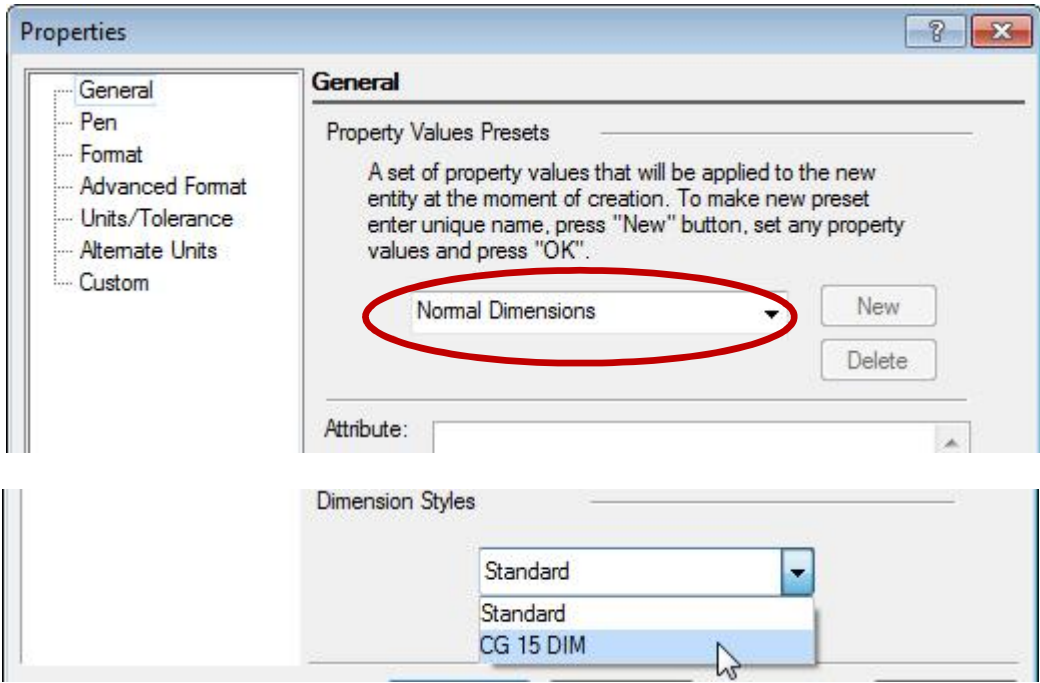 Properties
General
Pen
Format
Advanced Format
Units/Tolerance
Alternate Units
Custom
General
Property Values Presets
A set of property values that will be applied to the new
entity at the moment of creation. To make new preset
enter unique name, press "New" button, set any property
values and press "OK".
Normal Dimensions
New
Delete
Attribute:
Dimension Styles
Standard
Standard
CG 15 DIM